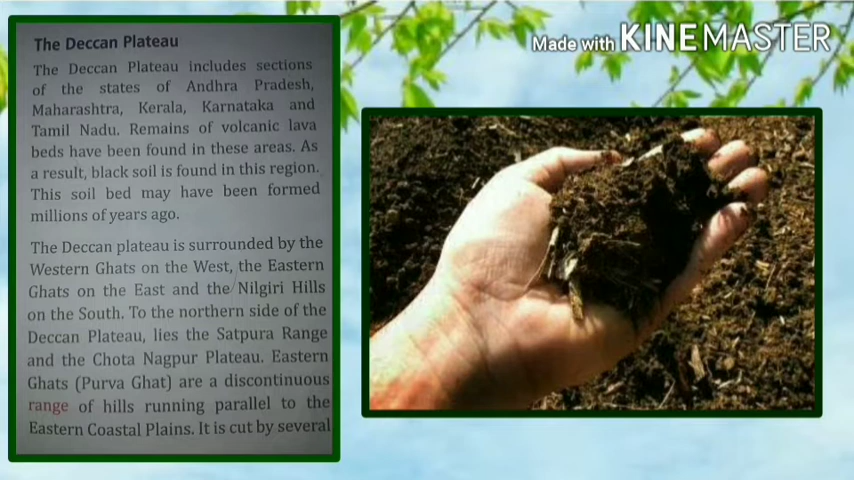 The Deccan Plateau
The Deccan Plateau includes sections
of the states of Andhra Pradesh,
Maharashtra, Kerala, Karnataka and
Tamil Nadu. Remains of volcanic lava
beds have been found in these areas. As
a result, black soil is found in this region.
This soil bed may have been formed
millions of years ago.
The Deccan plateau is surrounded by the
Western Ghats on the West, the Eastern
Ghats on the East and the Nilgiri Hills
on the South. To the northern side of the
Deccan Plateau, lies the Satpura Range
and the Chota Nagpur Plateau. Eastern
Ghats (Purva Ghat) are a discontinuous
range of hills running parallel to the
Eastern Coastal Plains. It is cut by several
Made with KINEMASTER